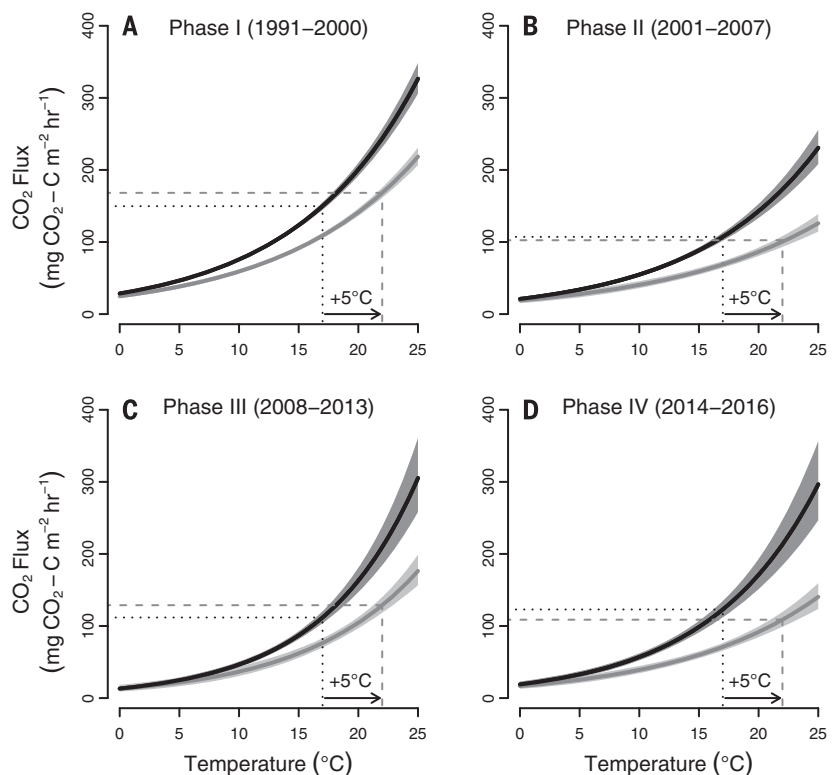 A Phase I (1991–2000)
CO₂ Flux
(mg CO₂ – C m⁻² hr⁻¹)
400
300
200
100
0
+5°C
0 5 10 15 20 25
B Phase II (2001–2007)
400
300
200
100
0
+5°C
0 5 10 15 20 25
C Phase III (2008–2013)
CO₂ Flux
(mg CO₂ – C m⁻² hr⁻¹)
400
300
200
100
0
+5°C
0 5 10 15 20 25
Temperature (°C)
D Phase IV (2014–2016)
400
300
200
100
0
+5°C
0 5 10 15 20 25
Temperature (°C)